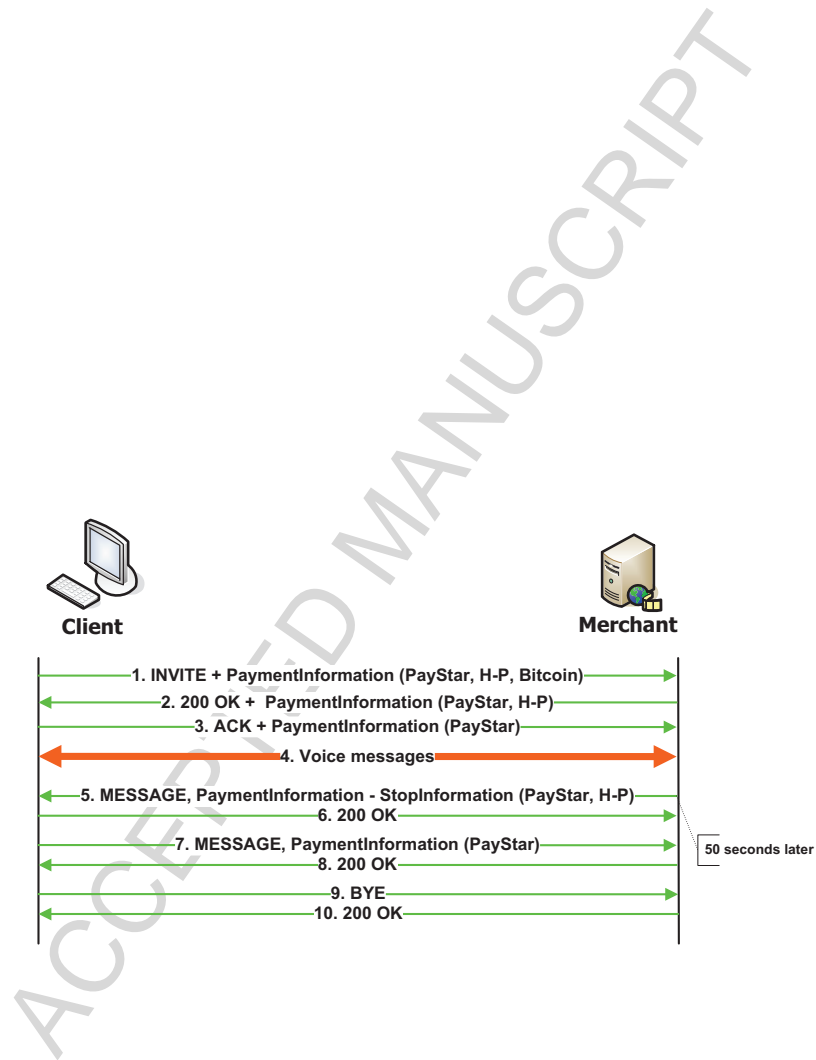 ACCEPTED MANUSCRIPT
Client
Merchant
1. INVITE + PaymentInformation (PayStar, H-P, Bitcoin)
2. 200 OK + PaymentInformation (PayStar, H-P)
3. ACK + PaymentInformation (PayStar)
4. Voice messages
5. MESSAGE, PaymentInformation - StopInformation (PayStar, H-P)
6. 200 OK
7. MESSAGE, PaymentInformation (PayStar)
50 seconds later
8. 200 OK
9. BYE
10. 200 OK